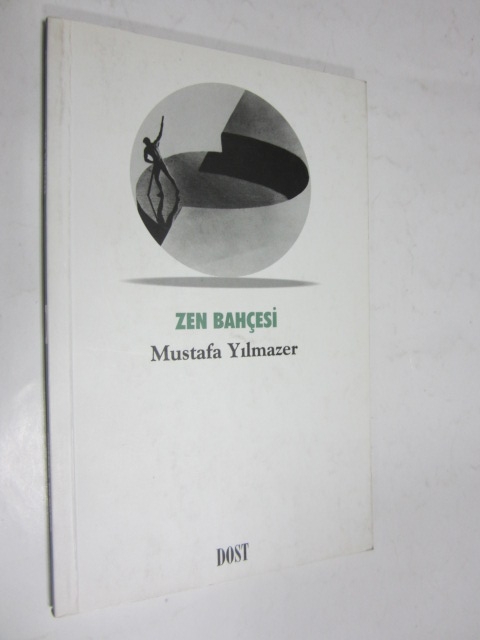 ZEN BAHÇESİ
Mustafa Yılmazer
DOST